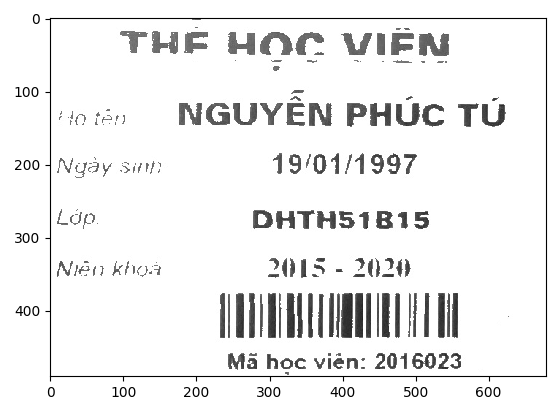 THẺ HỌC VIÊN
Họ tên NGUYỄN PHÚC TÚ
Ngày sinh 19/01/1997
Lớp. DHTH51B15
Niên khoá 2015 - 2020
Mã học viên: 2016023
0
100
200
300
400
0 100 200 300 400 500 600